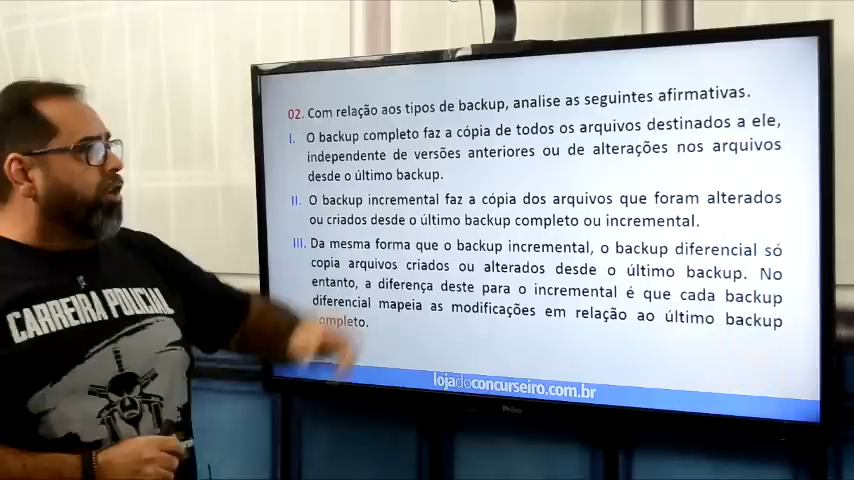 02. Com relação aos tipos de backup, analise as seguintes afirmativas.
I. O backup completo faz a cópia de todos os arquivos destinados a ele,
independente de versões anteriores ou de alterações nos arquivos
desde o último backup.
II. O backup incremental faz a cópia dos arquivos que foram alterados
ou criados desde o último backup completo ou incremental.
III. Da mesma forma que o backup incremental, o backup diferencial só
copia arquivos criados ou alterados desde o último backup. No
entanto, a diferença deste para o incremental é que cada backup
diferencial mapeia as modificações em relação ao último backup
completo.
lojadoconcurseiro.com.br
PHILCO
CARREIRAS POLICIAIS